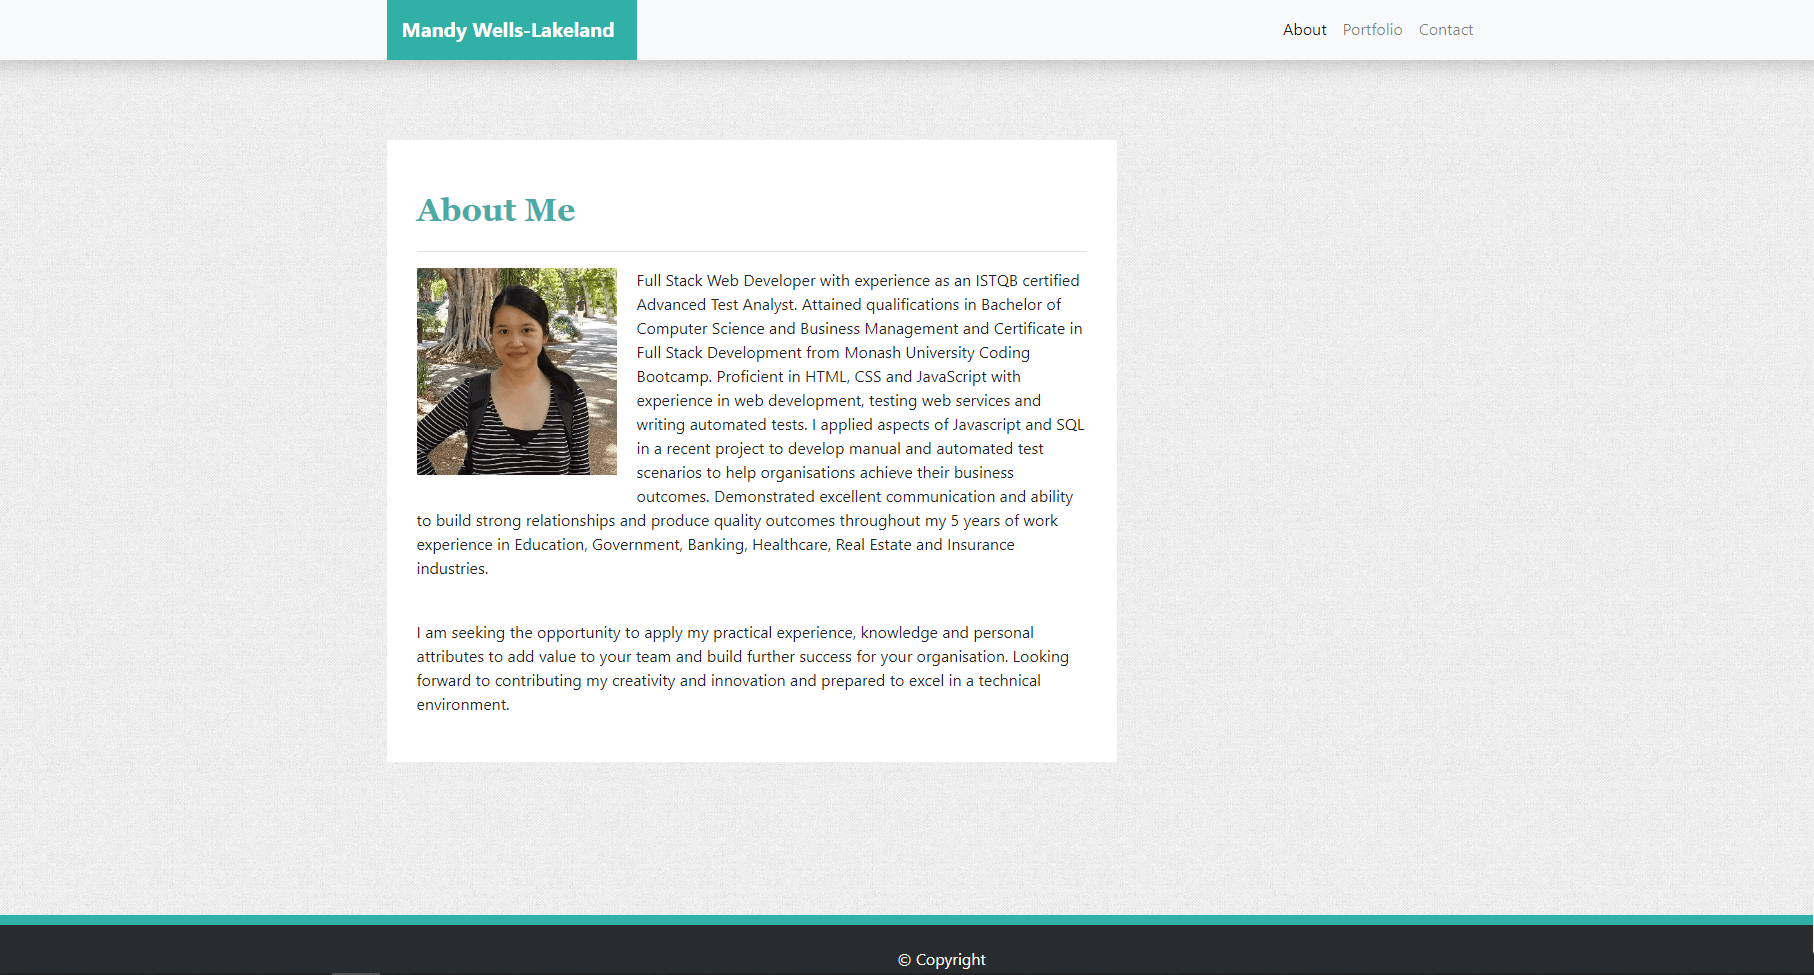 Mandy Wells-Lakeland
About Portfolio Contact
About Me
Full Stack Web Developer with experience as an ISTQB certified
Advanced Test Analyst. Attained qualifications in Bachelor of
Computer Science and Business Management and Certificate in
Full Stack Development from Monash University Coding
Bootcamp. Proficient in HTML, CSS and JavaScript with
experience in web development, testing web services and
writing automated tests. I applied aspects of Javascript and SQL
in a recent project to develop manual and automated test
scenarios to help organisations achieve their business
outcomes. Demonstrated excellent communication and ability
to build strong relationships and produce quality outcomes throughout my 5 years of work
experience in Education, Government, Banking, Healthcare, Real Estate and Insurance
industries.
I am seeking the opportunity to apply my practical experience, knowledge and personal
attributes to add value to your team and build further success for your organisation. Looking
forward to contributing my creativity and innovation and prepared to excel in a technical
environment.
© Copyright